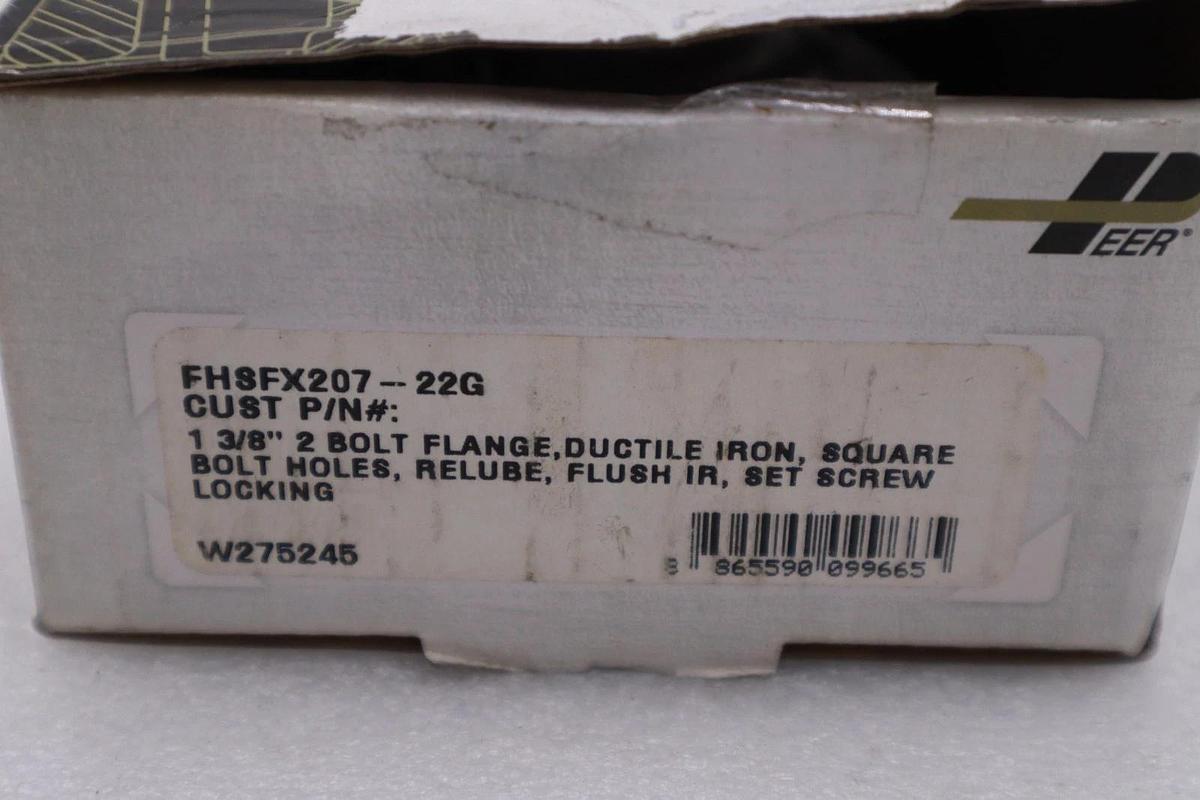 PEER®
FHSFX207-22G
CUST P/N#:
1 3/8" 2 BOLT FLANGE,DUCTILE IRON, SQUARE
BOLT HOLES, RELUBE, FLUSH IR, SET SCREW
LOCKING
W275245
8 865590 099665